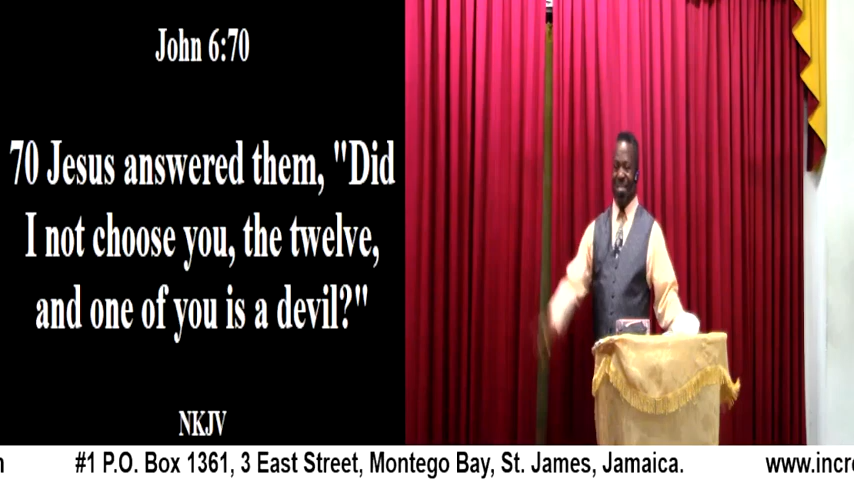 John 6:70
70 Jesus answered them, "Did
I not choose you, the twelve,
and one of you is a devil?"
NKJV
#1 P.O. Box 1361, 3 East Street, Montego Bay, St. James, Jamaica.